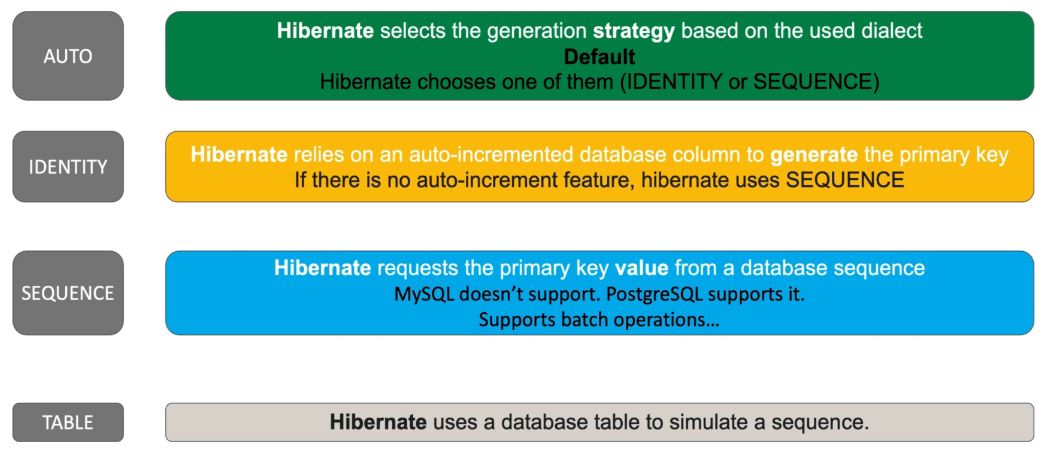 AUTO
Hibernate selects the generation strategy based on the used dialect
Default
Hibernate chooses one of them (IDENTITY or SEQUENCE)
IDENTITY
Hibernate relies on an auto-incremented database column to generate the primary key
If there is no auto-increment feature, hibernate uses SEQUENCE
SEQUENCE
Hibernate requests the primary key value from a database sequence
MySQL doesn’t support. PostgreSQL supports it.
Supports batch operations…
TABLE
Hibernate uses a database table to simulate a sequence.